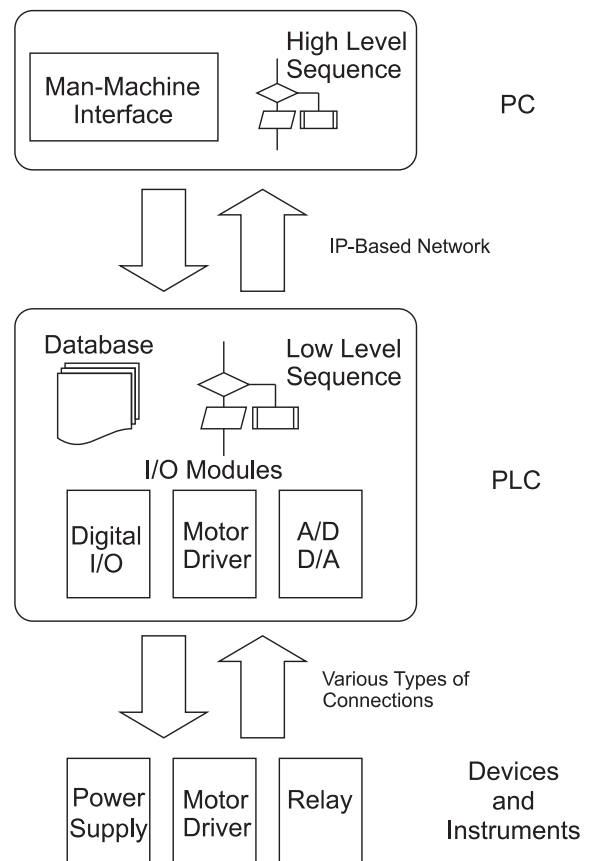 High Level
Sequence
Man-Machine
Interface
PC
IP-Based Network
Database
Low Level
Sequence
I/O Modules
PLC
Digital
I/O
Motor
Driver
A/D
D/A
Various Types of
Connections
Power
Supply
Motor
Driver
Relay
Devices
and
Instruments